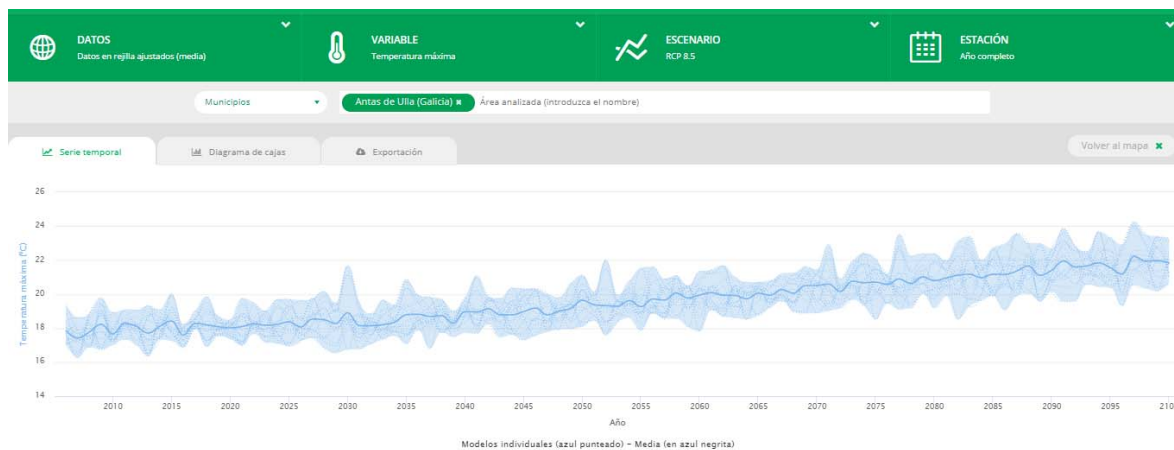 DATOS
Datos en rejilla ajustados (media)
VARIABLE
Temperatura máxima
ESCENARIO
RCP 8.5
ESTACIÓN
Año completo
Municipios
Antas de Ulla (Galicia) ✖
Área analizada (introduzca el nombre)
Serie temporal
Diagrama de cajas
Exportación
Volver al mapa ✖
26
24
22
20
18
16
14
Temperatura máxima (ºC)
2010 2015 2020 2025 2030 2035 2040 2045 2050 2055 2060 2065 2070 2075 2080 2085 2090 2095 210
Año
Modelos individuales (azul punteado) - Media (en azul negrita)